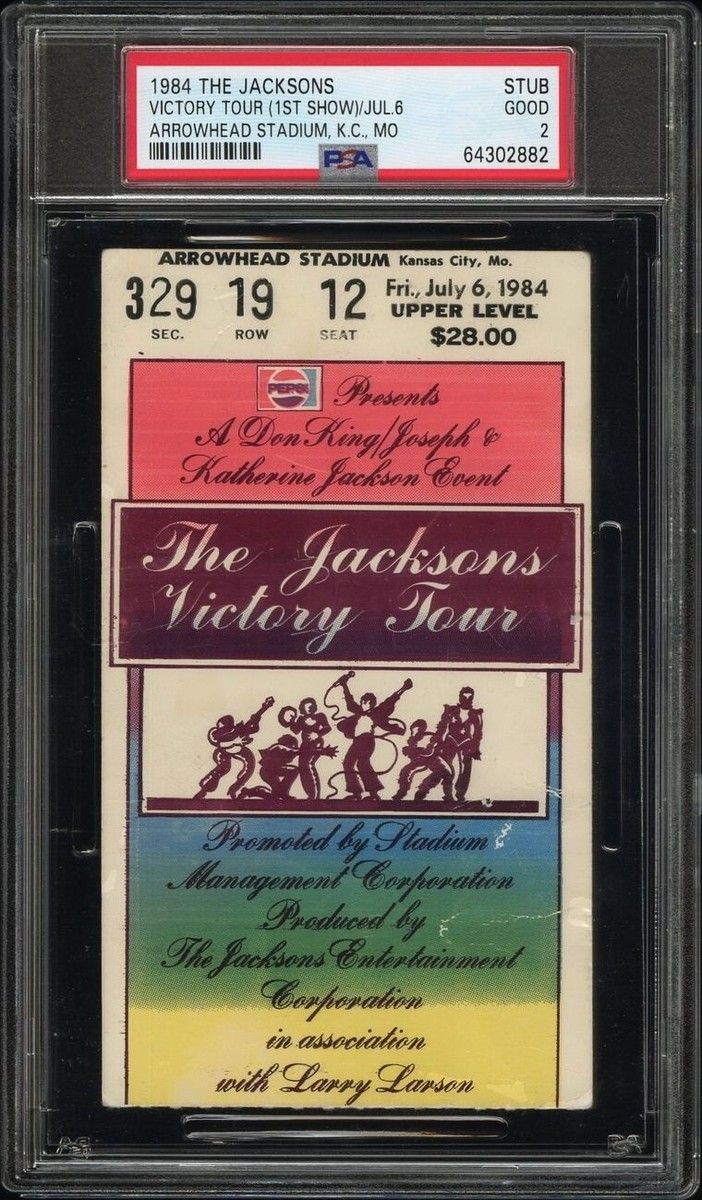 1984 THE JACKSONS STUB
VICTORY TOUR (1ST SHOW)/JUL.6 GOOD
ARROWHEAD STADIUM, K.C., MO 2
PSA 64302882
ARROWHEAD STADIUM Kansas City, Mo.
329 19 12 Fri., July 6, 1984
SEC. ROW SEAT UPPER LEVEL
$28.00
PEPSI Presents
A Don King/Joseph &
Katherine Jackson Event
The Jacksons
Victory Tour
Promoted by Stadium
Management Corporation
Produced by
The Jacksons Entertainment
Corporation
in association
with Larry Larson